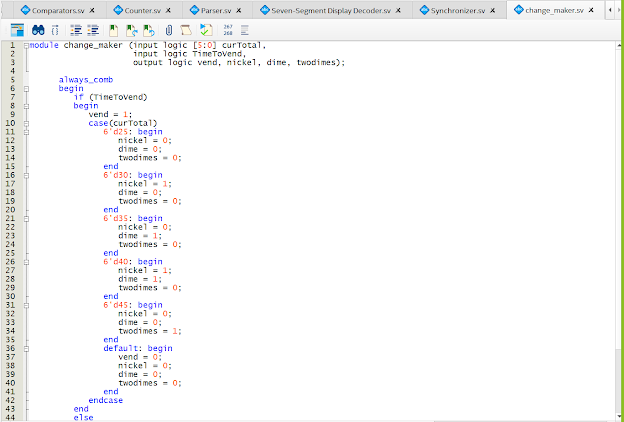 Comparators.sv x Counter.sv x Parser.sv x Seven-Segment Display Decoder.sv x Synchronizer.sv x change_maker.sv x
267
268
1 module change_maker (input logic [5:0] curTotal,
2 input logic TimeToVend,
3 output logic vend, nickel, dime, twodimes);
4
5 always_comb
6 begin
7 if (TimeToVend)
8 begin
9 vend = 1;
10 case(curTotal)
11 6'd25: begin
12 nickel = 0;
13 dime = 0;
14 twodimes = 0;
15 end
16 6'd30: begin
17 nickel = 1;
18 dime = 0;
19 twodimes = 0;
20 end
21 6'd35: begin
22 nickel = 0;
23 dime = 1;
24 twodimes = 0;
25 end
26 6'd40: begin
27 nickel = 1;
28 dime = 1;
29 twodimes = 0;
30 end
31 6'd45: begin
32 nickel = 0;
33 dime = 0;
34 twodimes = 1;
35 end
36 default: begin
37 vend = 0;
38 nickel = 0;
39 dime = 0;
40 twodimes = 0;
41 end
42 endcase
43 end
44 else